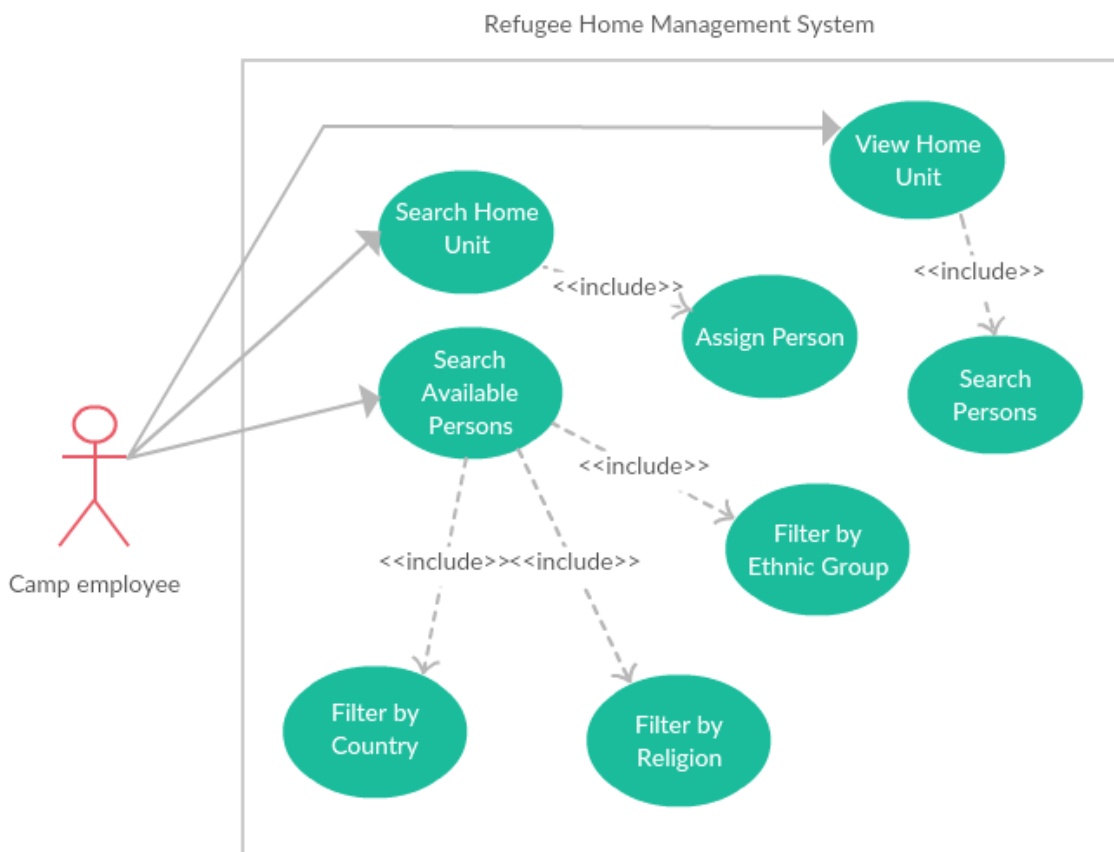 Refugee Home Management System
View Home
Unit
Search Home
Unit
<<include>>
<<include>>
Assign Person
Search
Available
Persons
Search
Persons
<<include>>
Filter by
Ethnic Group
<<include>><<include>>
Camp employee
Filter by
Country
Filter by
Religion